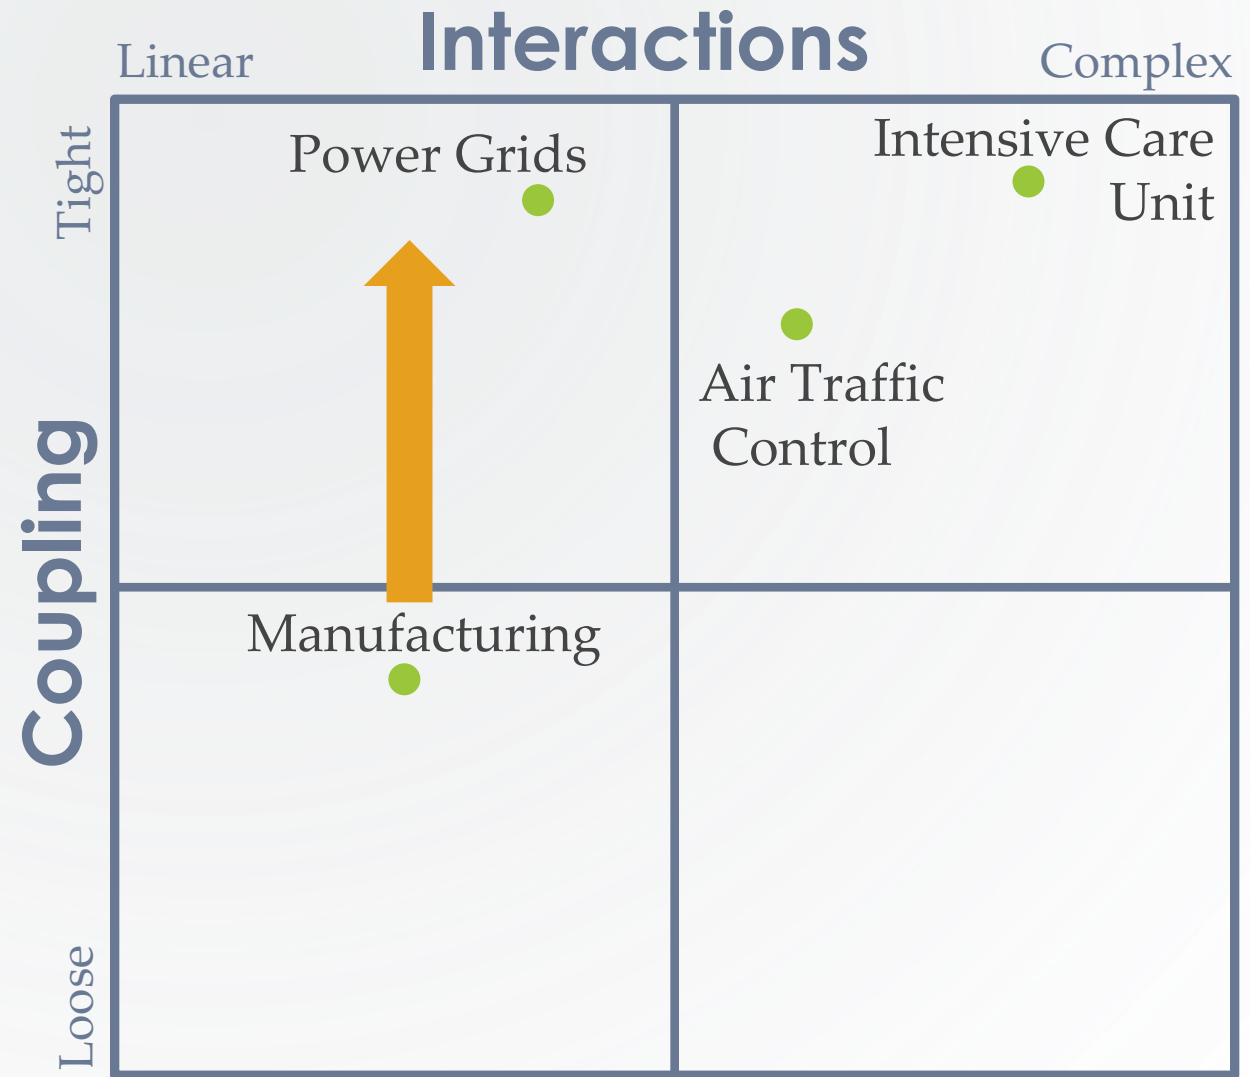 Interactions
Linear
Complex
Tight
Coupling
Loose
Power Grids
Intensive Care
Unit
Air Traffic
Control
Manufacturing